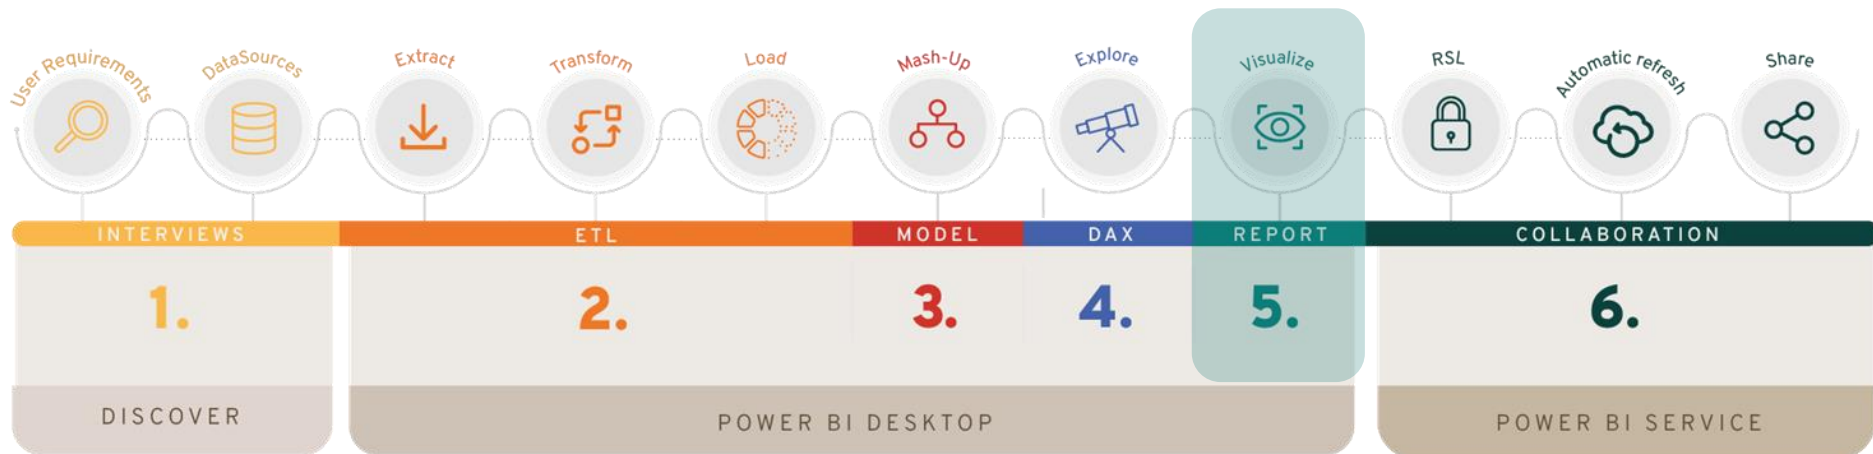 User Requirements
DataSources
Extract
Transform
Load
Mash-Up
Explore
Visualize
RSL
Automatic refresh
Share
INTERVIEWS
ETL
MODEL
DAX
REPORT
COLLABORATION
1.
2.
3.
4.
5.
6.
DISCOVER
POWER BI DESKTOP
POWER BI SERVICE